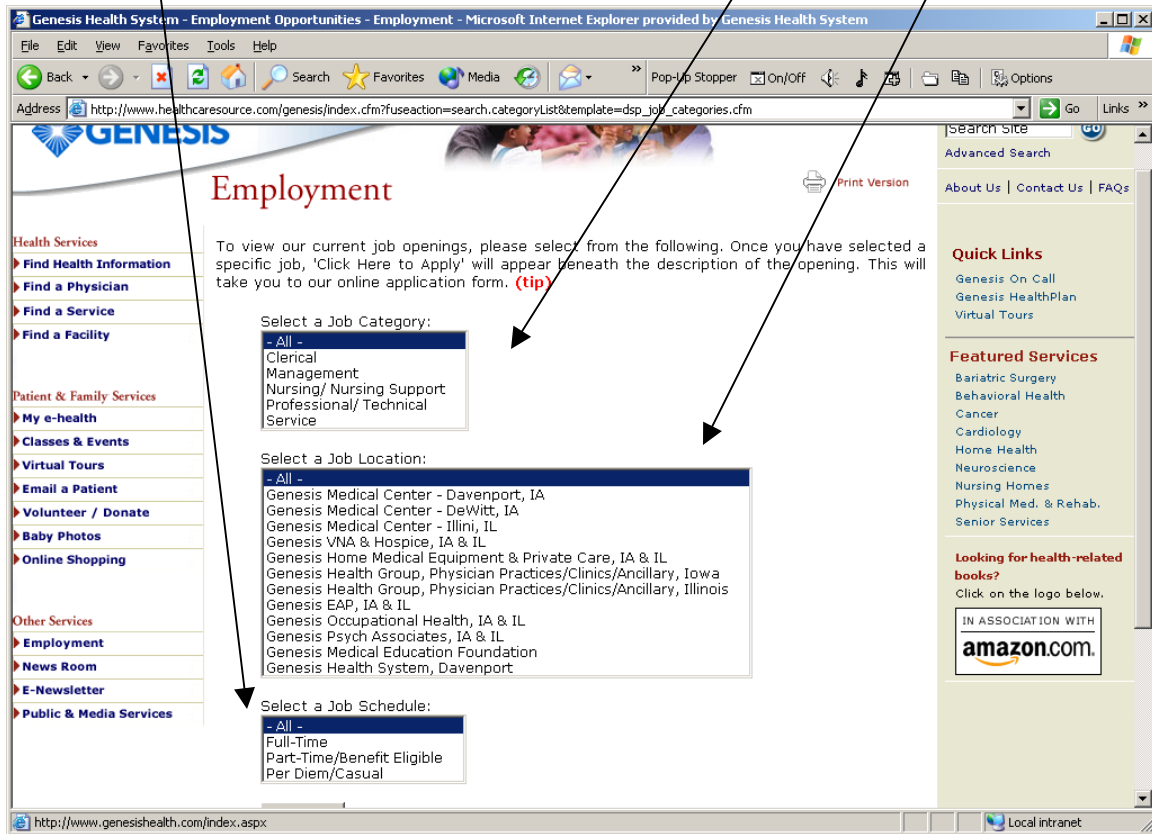 Genesis Health System - Employment Opportunities - Employment - Microsoft Internet Explorer provided by Genesis Health System
File Edit View Favorites Tools Help
Back Search Favorites Media » Pop-Up Stopper On/Off Options
Address http://www.healthcaresource.com/genesis/index.cfm?fuseaction=search.categoryList&template=dsp_job_categories.cfm Go Links »
GENESIS
Search Site GO
Advanced Search
Employment
Print Version
About Us | Contact Us | FAQs
Health Services
Find Health Information
Find a Physician
Find a Service
Find a Facility
Patient & Family Services
My e-health
Classes & Events
Virtual Tours
Email a Patient
Volunteer / Donate
Baby Photos
Online Shopping
Other Services
Employment
News Room
E-Newsletter
Public & Media Services
To view our current job openings, please select from the following. Once you have selected a
specific job, 'Click Here to Apply' will appear beneath the description of the opening. This will
take you to our online application form. (tip)
Select a Job Category:
- All -
Clerical
Management
Nursing/ Nursing Support
Professional/ Technical
Service
Select a Job Location:
- All -
Genesis Medical Center - Davenport, IA
Genesis Medical Center - DeWitt, IA
Genesis Medical Center - Illini, IL
Genesis VNA & Hospice, IA & IL
Genesis Home Medical Equipment & Private Care, IA & IL
Genesis Health Group, Physician Practices/Clinics/Ancillary, Iowa
Genesis Health Group, Physician Practices/Clinics/Ancillary, Illinois
Genesis EAP, IA & IL
Genesis Occupational Health, IA & IL
Genesis Psych Associates, IA & IL
Genesis Medical Education Foundation
Genesis Health System, Davenport
Select a Job Schedule:
- All -
Full-Time
Part-Time/Benefit Eligible
Per Diem/Casual
Quick Links
Genesis On Call
Genesis HealthPlan
Virtual Tours
Featured Services
Bariatric Surgery
Behavioral Health
Cancer
Cardiology
Home Health
Neuroscience
Nursing Homes
Physical Med. & Rehab.
Senior Services
Looking for health-related
books?
Click on the logo below.
IN ASSOCIATION WITH
amazon.com.
http://www.genesishealth.com/index.aspx
Local intranet